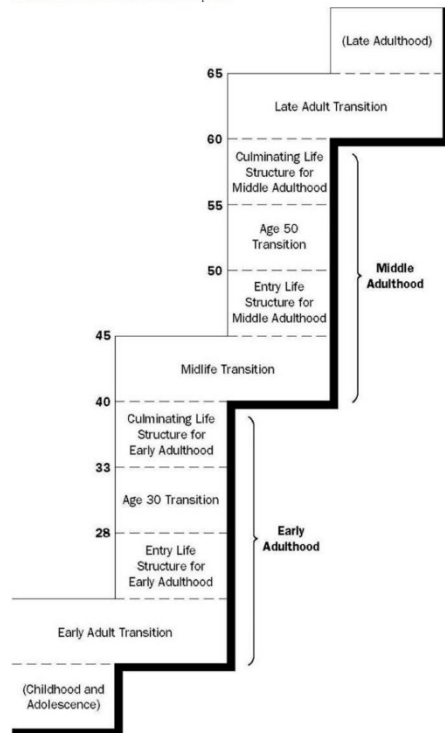 (Late Adulthood)
65
Late Adult Transition
60
Culminating Life
Structure for
Middle Adulthood
55
Age 50
Transition
50
Entry Life
Structure for
Middle Adulthood
Middle
Adulthood
45
Midlife Transition
40
Culminating Life
Structure for
Early Adulthood
33
Age 30 Transition
28
Entry Life
Structure for
Early Adulthood
Early
Adulthood
Early Adult Transition
(Childhood and
Adolescence)